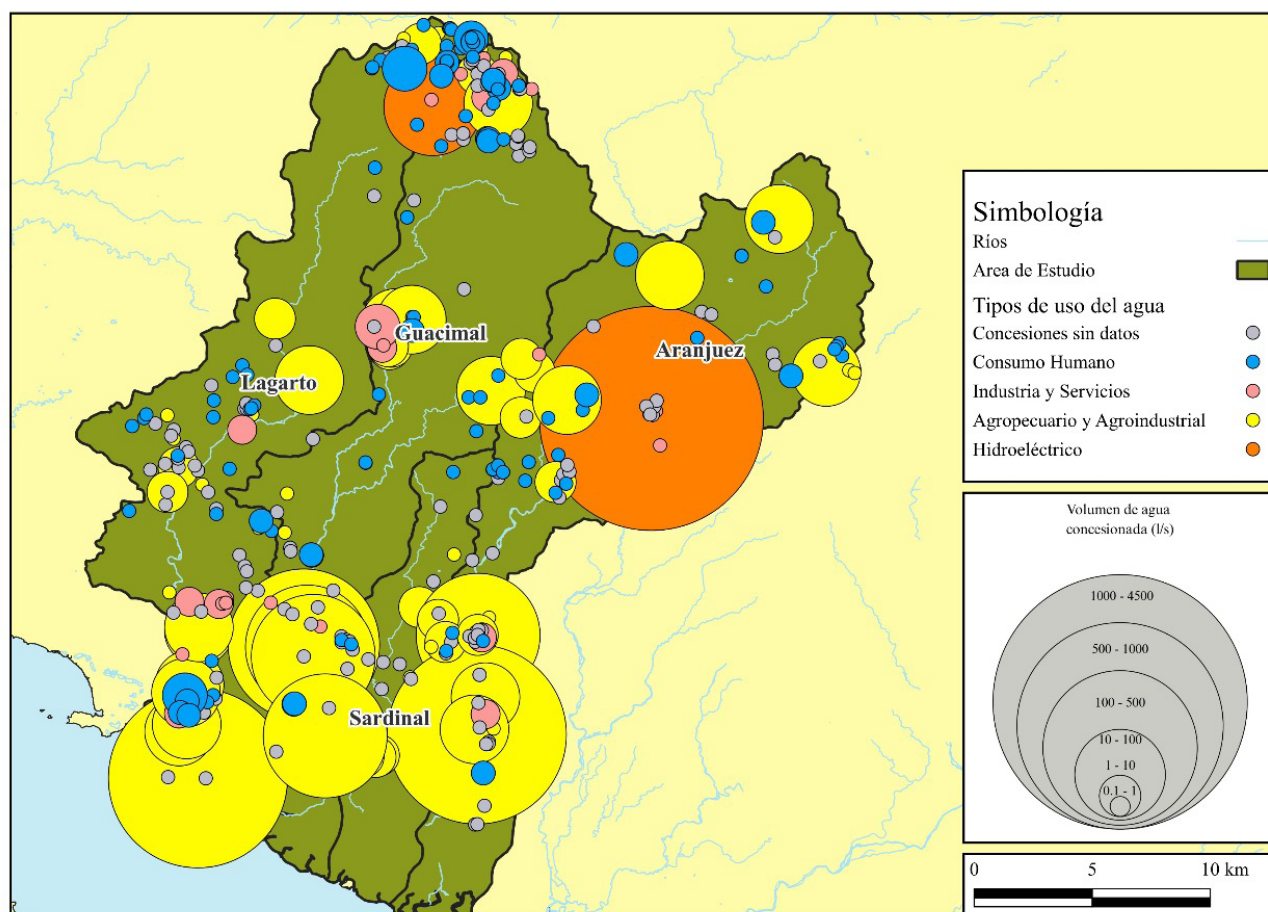 Guacimal
Aranjuez
Lagarto
Sardinal
Simbología
Ríos
Area de Estudio
Tipos de uso del agua
Concesiones sin datos
Consumo Humano
Industria y Servicios
Agropecuario y Agroindustrial
Hidroeléctrico
Volumen de agua
concesionada (l/s)
1000 - 4500
500 - 1000
100 - 500
10 - 100
1 - 10
0.1 - 1
0 5 10 km